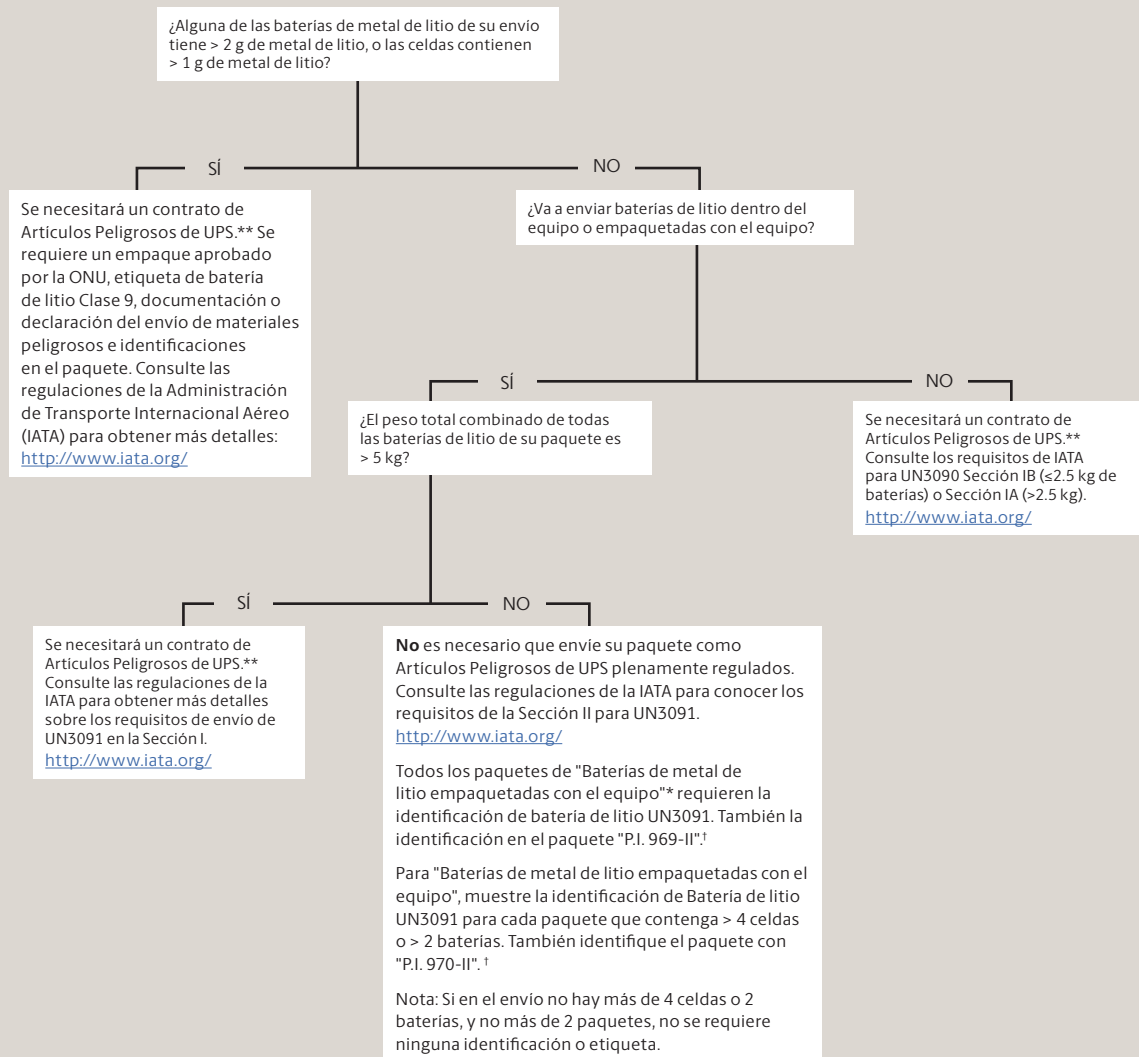 ¿Alguna de las baterías de metal de litio de su envío
tiene > 2 g de metal de litio, o las celdas contienen
> 1 g de metal de litio?
SÍ
NO
Se necesitará un contrato de
Artículos Peligrosos de UPS.** Se
requiere un empaque aprobado
por la ONU, etiqueta de batería
de litio Clase 9, documentación o
declaración del envío de materiales
peligrosos e identificaciones
en el paquete. Consulte las
regulaciones de la Administración
de Transporte Internacional Aéreo
(IATA) para obtener más detalles:
http://www.iata.org/
¿Va a enviar baterías de litio dentro del
equipo o empaquetadas con el equipo?
SÍ
NO
¿El peso total combinado de todas
las baterías de litio de su paquete es
> 5 kg?
Se necesitará un contrato de
Artículos Peligrosos de UPS.**
Consulte los requisitos de IATA
para UN3090 Sección IB (≤2.5 kg de
baterías) o Sección IA (>2.5 kg).
http://www.iata.org/
SÍ
NO
Se necesitará un contrato de
Artículos Peligrosos de UPS.**
Consulte las regulaciones de la
IATA para obtener más detalles
sobre los requisitos de envío de
UN3091 en la Sección I.
http://www.iata.org/
No es necesario que envíe su paquete como
Artículos Peligrosos de UPS plenamente regulados.
Consulte las regulaciones de la IATA para conocer los
requisitos de la Sección II para UN3091.
http://www.iata.org/
Todos los paquetes de "Baterías de metal de
litio empaquetadas con el equipo"* requieren la
identificación de batería de litio UN3091. También la
identificación en el paquete "P.I. 969-II".†
Para "Baterías de metal de litio empaquetadas con el
equipo", muestre la identificación de Batería de litio
UN3091 para cada paquete que contenga > 4 celdas
o > 2 baterías. También identifique el paquete con
"P.I. 970-II". †
Nota: Si en el envío no hay más de 4 celdas o 2
baterías, y no más de 2 paquetes, no se requiere
ninguna identificación o etiqueta.